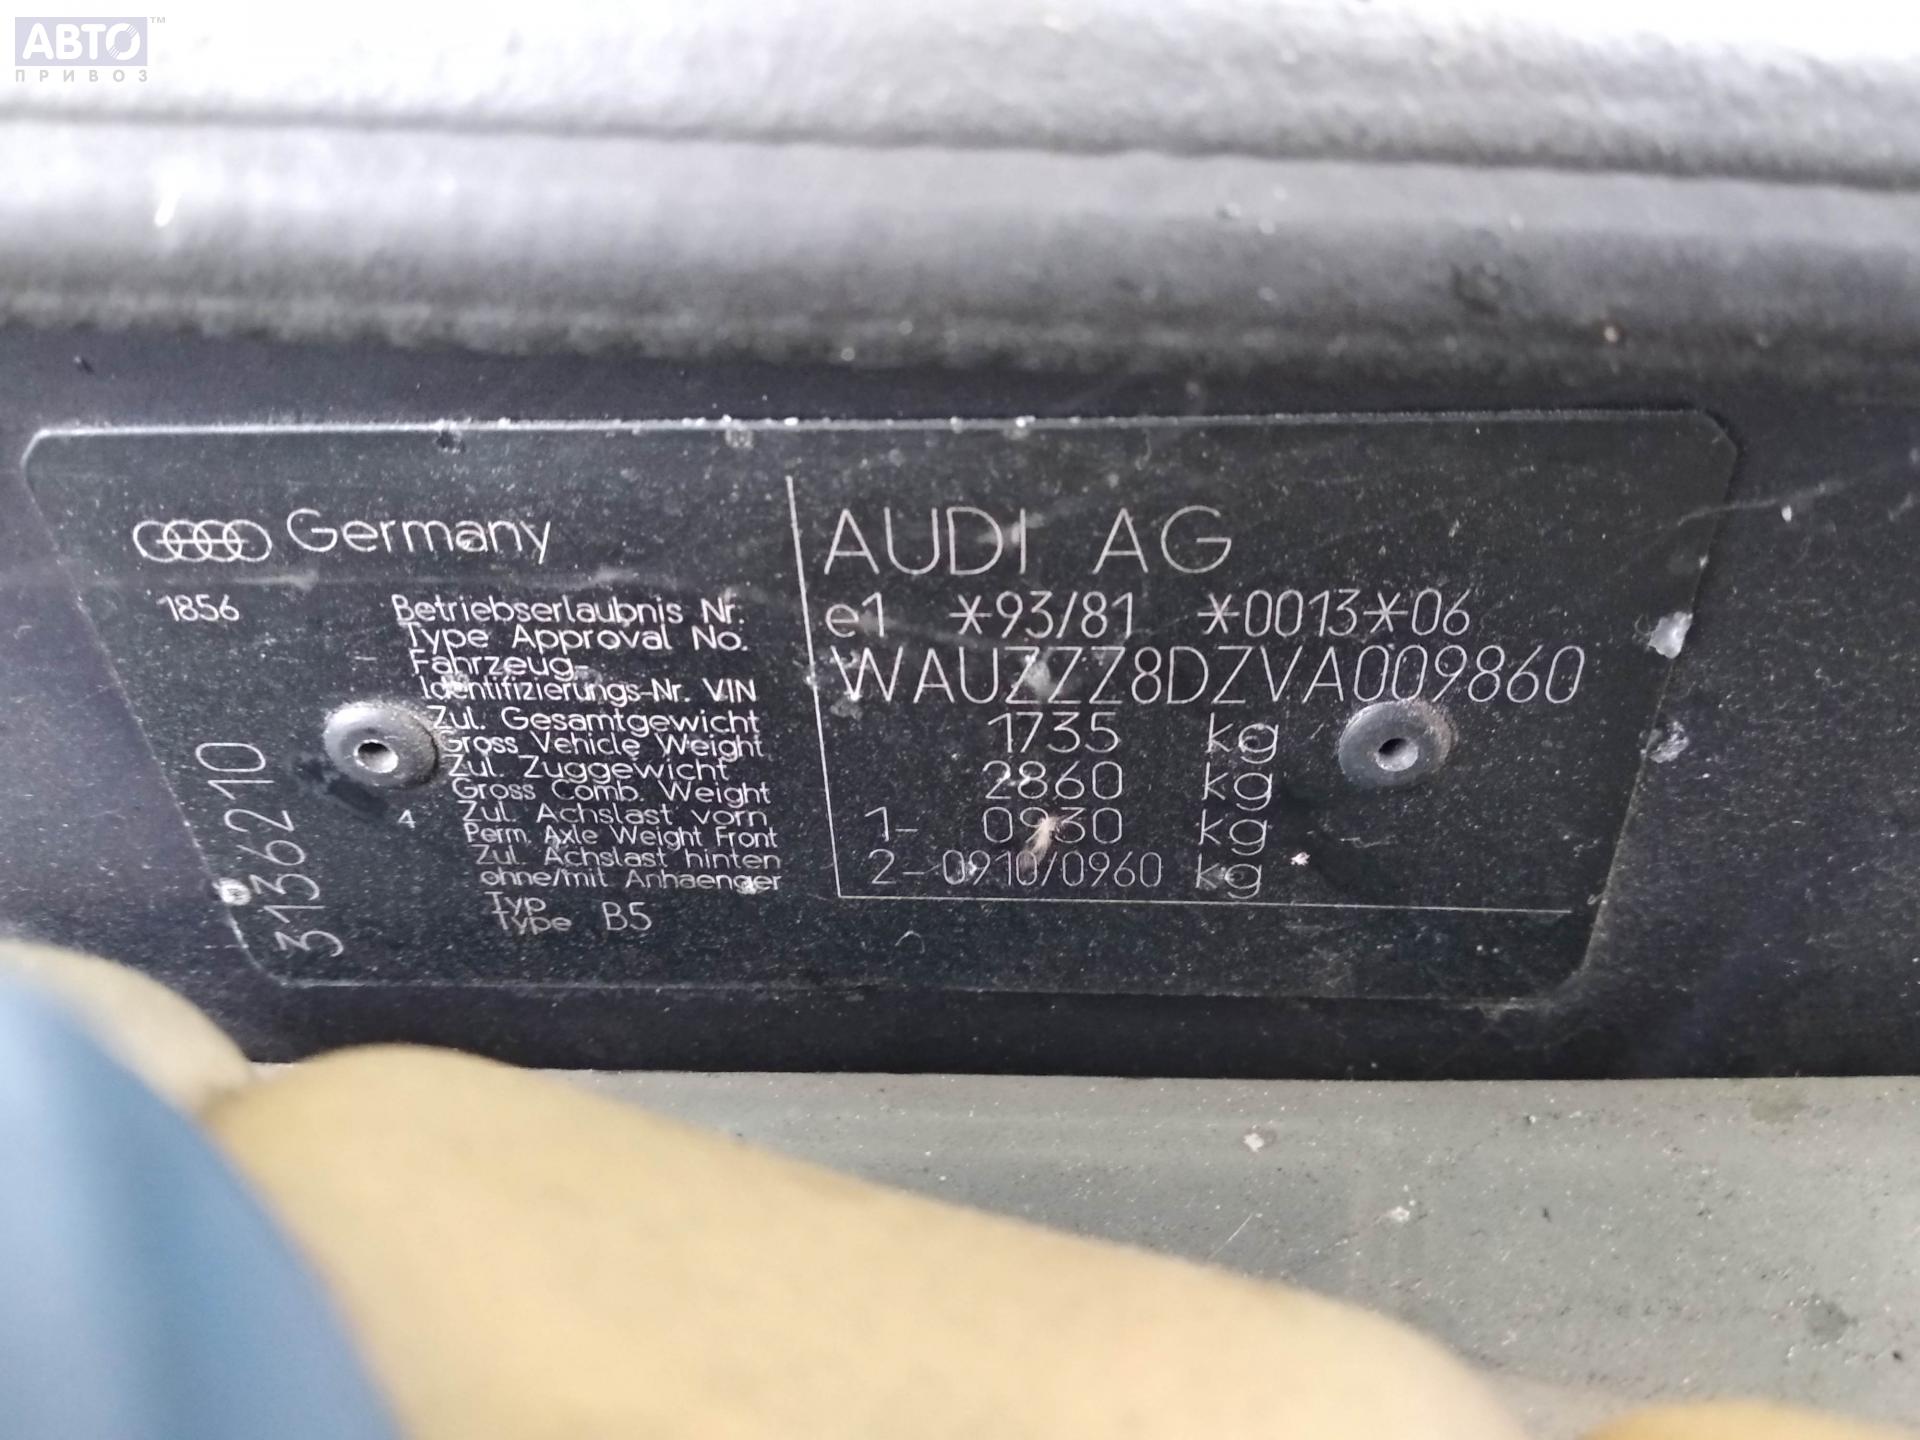 АВТО™
ПРИВОЗ
Germany
1856
Betriebserlaubnis Nr.
Type Approval No.
Fahrzeug-
Identifizierungs-Nr. VIN
Zul. Gesamtgewicht
Gross Vehicle Weight
Zul. Zuggewicht
Gross Comb. Weight
4
Zul. Achslast vorn
Perm. Axle Weight Front
Zul. Achslast hinten
ohne/mit Anhaenger
Typ
Type B5
3136210
AUDI AG
e1 *93/81 *0013*06
WAUZZZ8DZVA009860
1735 kg
2860 kg
1- 0930 kg
2- 0910/0960 kg